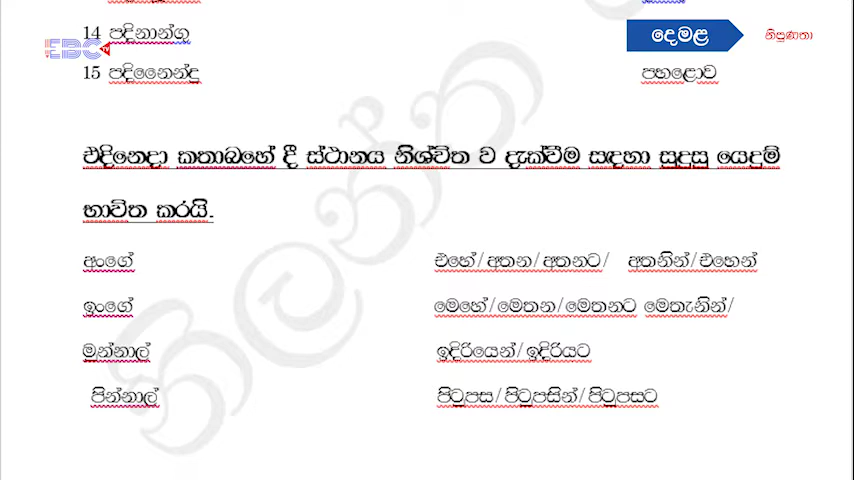 14 පදිනාන්ගු
EBC TV
දෙමළ
නිපුණතා
15 පදිනෛන්දු පහළොව
එදිනෙදා කතාබහේ දී ස්ථානය නිශ්චිත ව දැක්වීම සඳහා සුදුසු යෙදුම්
භාවිත කරයි.
අංගේ එහේ/අතන/අතනට/ අතනින්/එහෙන්
ඉංගේ මෙහේ/මෙතන/මෙතනට මෙතැනින්/
මුන්නාල් ඉදිරියෙන්/ඉදිරියට
පින්නාල් පිටුපස/පිටුපසින්/පිටුපසට